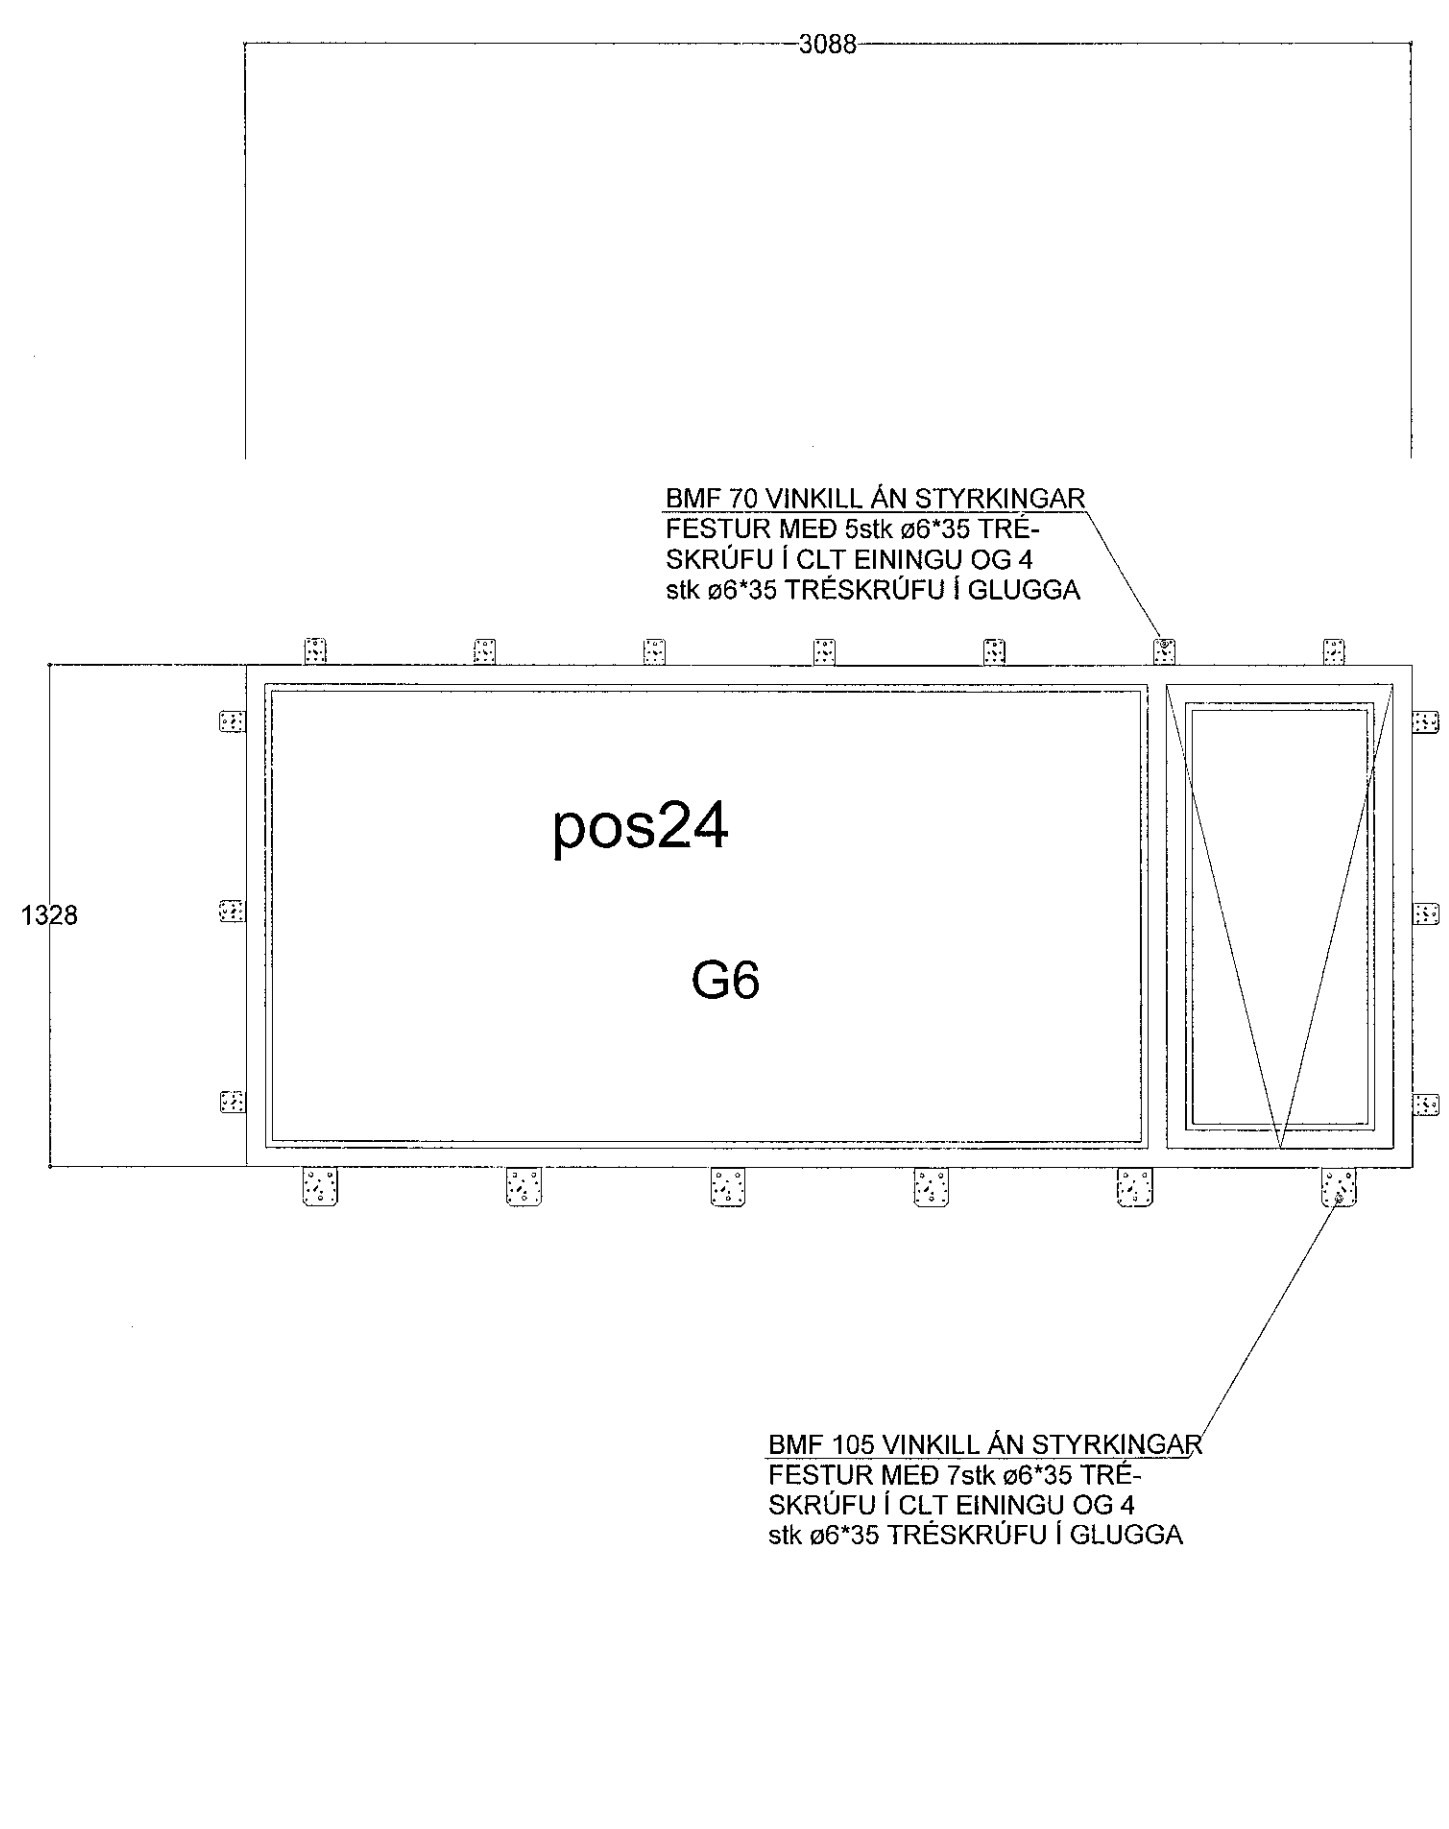 3088
BMF 70 VINKILL ÁN STYRKINGAR
FESTUR MEÐ 5stk ø6*35 TRÉ-
SKRÚFU Í CLT EININGU OG 4
stk ø6*35 TRÉSKRÚFU Í GLUGGA
pos24
1328
G6
BMF 105 VINKILL ÁN STYRKINGAR
FESTUR MEÐ 7stk ø6*35 TRÉ-
SKRÚFU Í CLT EININGU OG 4
stk ø6*35 TRÉSKRÚFU Í GLUGGA